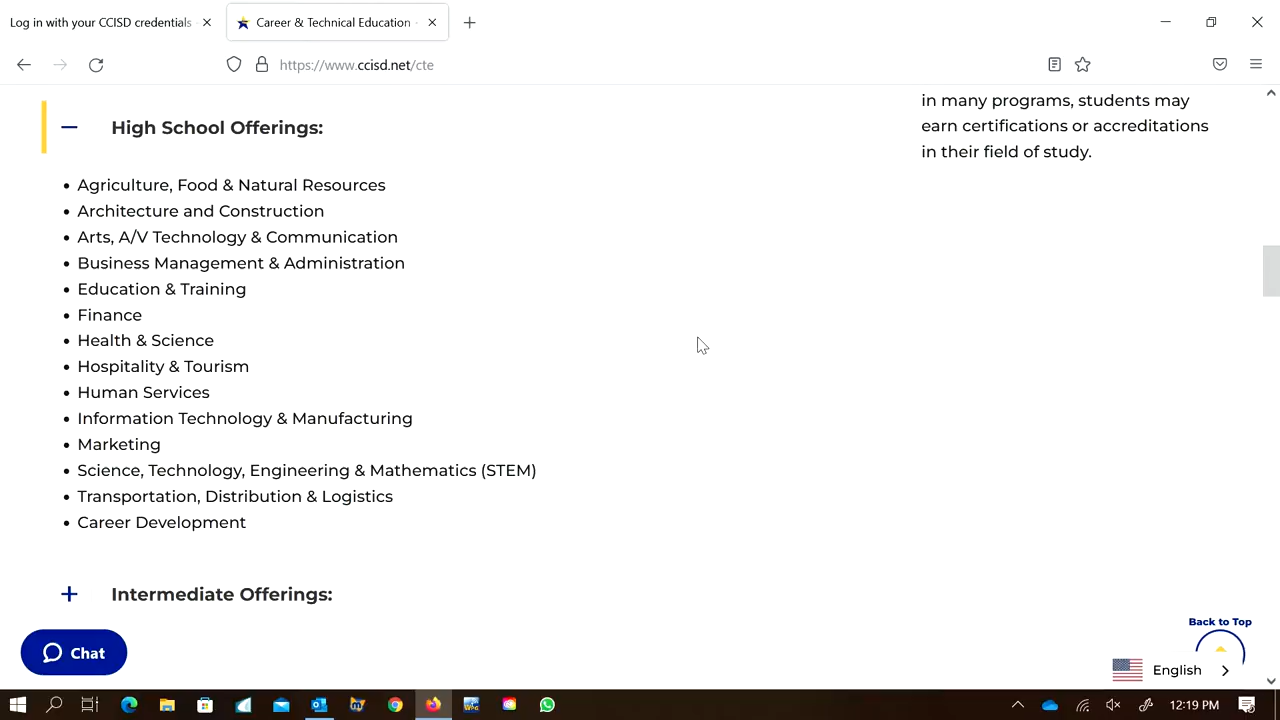 Log in with your CCISD credentials
Career & Technical Education
https://www.ccisd.net/cte
in many programs, students may
earn certifications or accreditations
in their field of study.
High School Offerings:
Agriculture, Food & Natural Resources
Architecture and Construction
Arts, A/V Technology & Communication
Business Management & Administration
Education & Training
Finance
Health & Science
Hospitality & Tourism
Human Services
Information Technology & Manufacturing
Marketing
Science, Technology, Engineering & Mathematics (STEM)
Transportation, Distribution & Logistics
Career Development
Intermediate Offerings:
Back to Top
Chat
English
12:19 PM